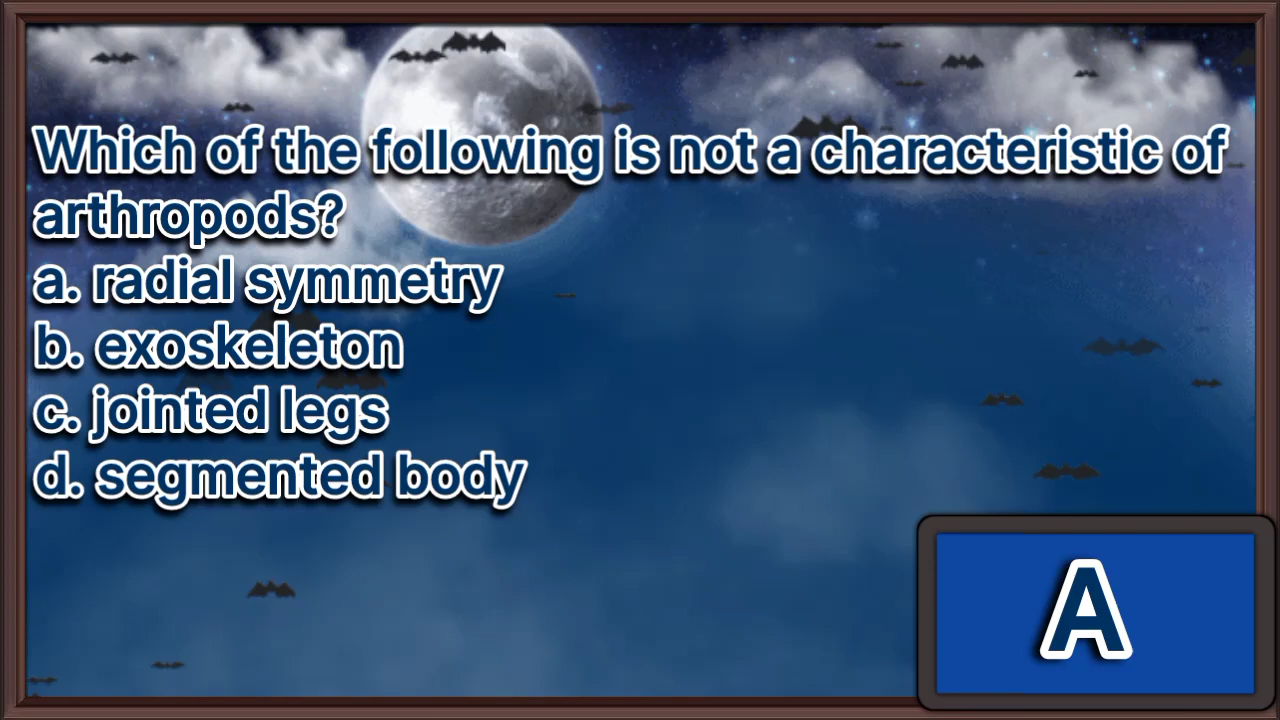 Which of the following is not a characteristic of
arthropods?
a. radial symmetry
b. exoskeleton
c. jointed legs
d. segmented body
A